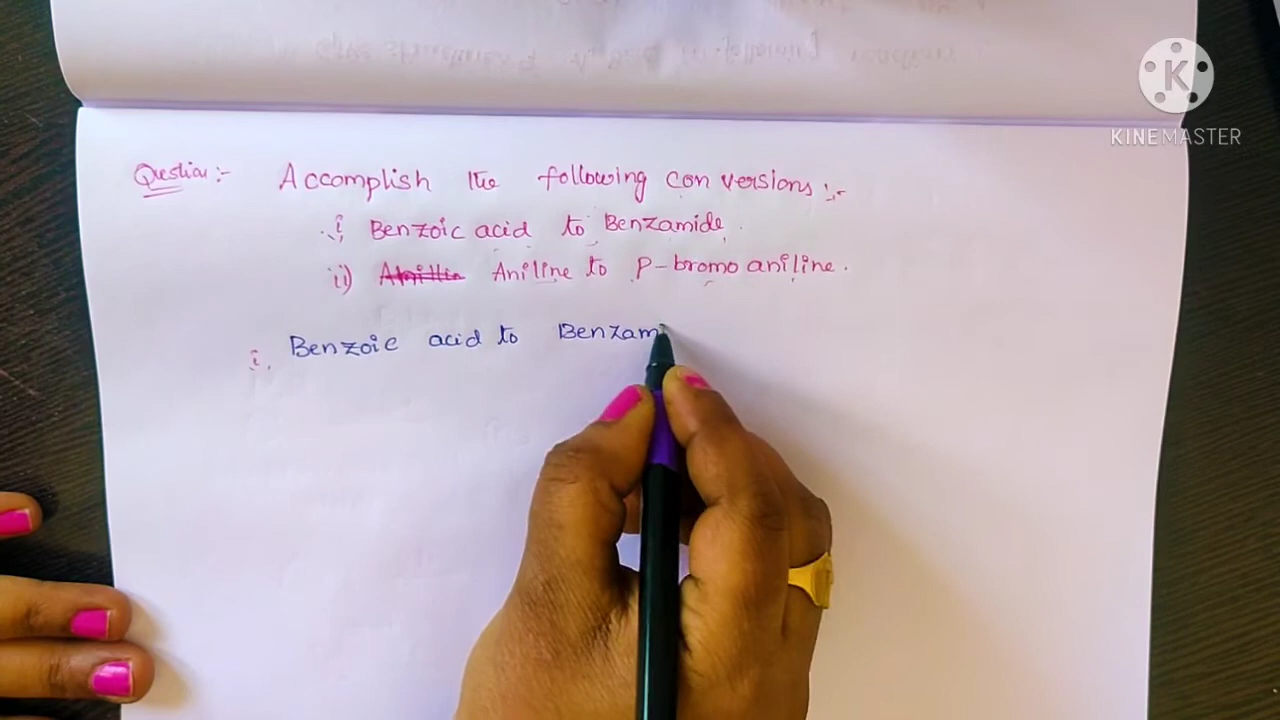 K
KINEMASTER
Question:- Accomplish the following conversions:-
i, Benzoic acid to Benzamide.
ii) Aniline to P-bromo aniline.
i. Benzoic acid to Benzam